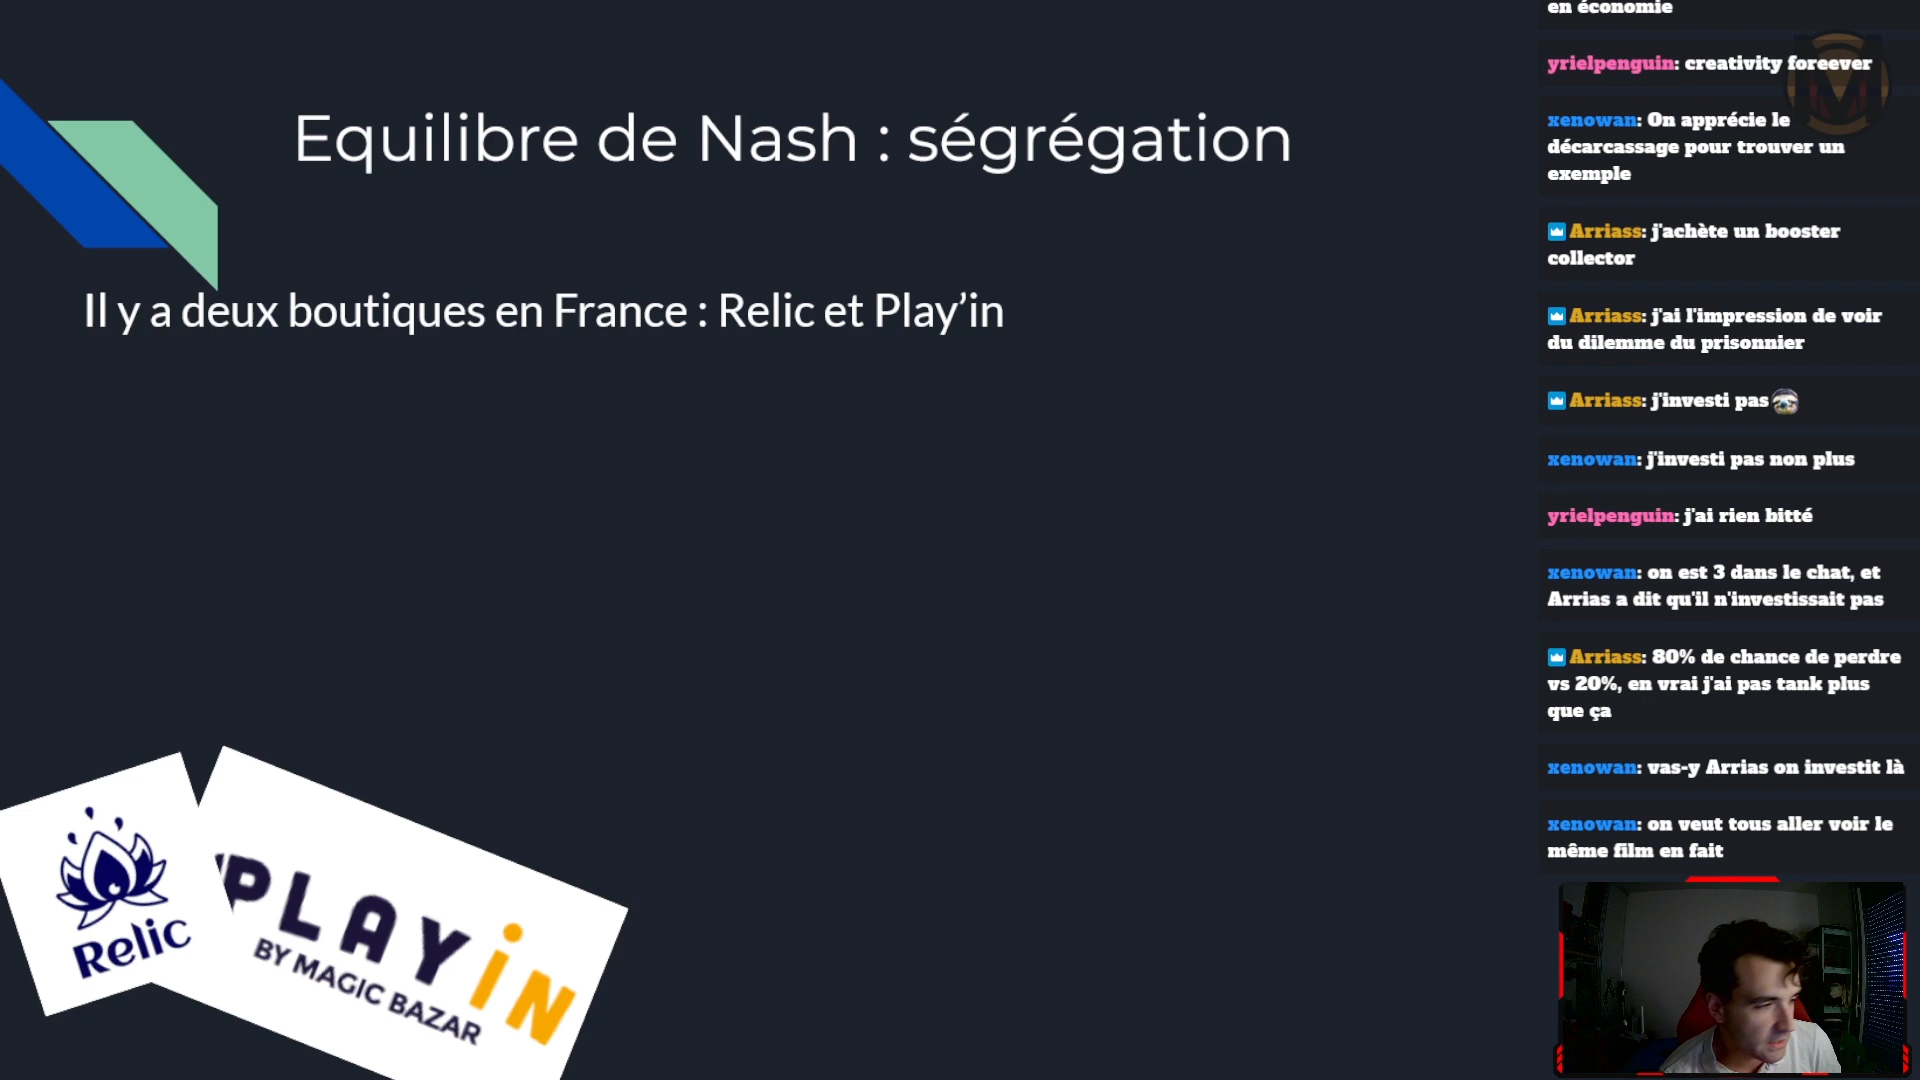 Equilibre de Nash : ségrégation
Il y a deux boutiques en France : Relic et Play’in
Relic
PLAYiN
BY MAGIC BAZAR
en économie
yrielpenguin: creativity foreever
xenowan: On apprécie le
décarcassage pour trouver un
exemple
Arriass: j'achète un booster
collector
Arriass: j'ai l'impression de voir
du dilemme du prisonnier
Arriass: j'investi pas
xenowan: j'investi pas non plus
yrielpenguin: j'ai rien bitté
xenowan: on est 3 dans le chat, et
Arrias a dit qu'il n'investissait pas
Arriass: 80% de chance de perdre
vs 20%, en vrai j'ai pas tank plus
que ça
xenowan: vas-y Arrias on investit là
xenowan: on veut tous aller voir le
même film en fait